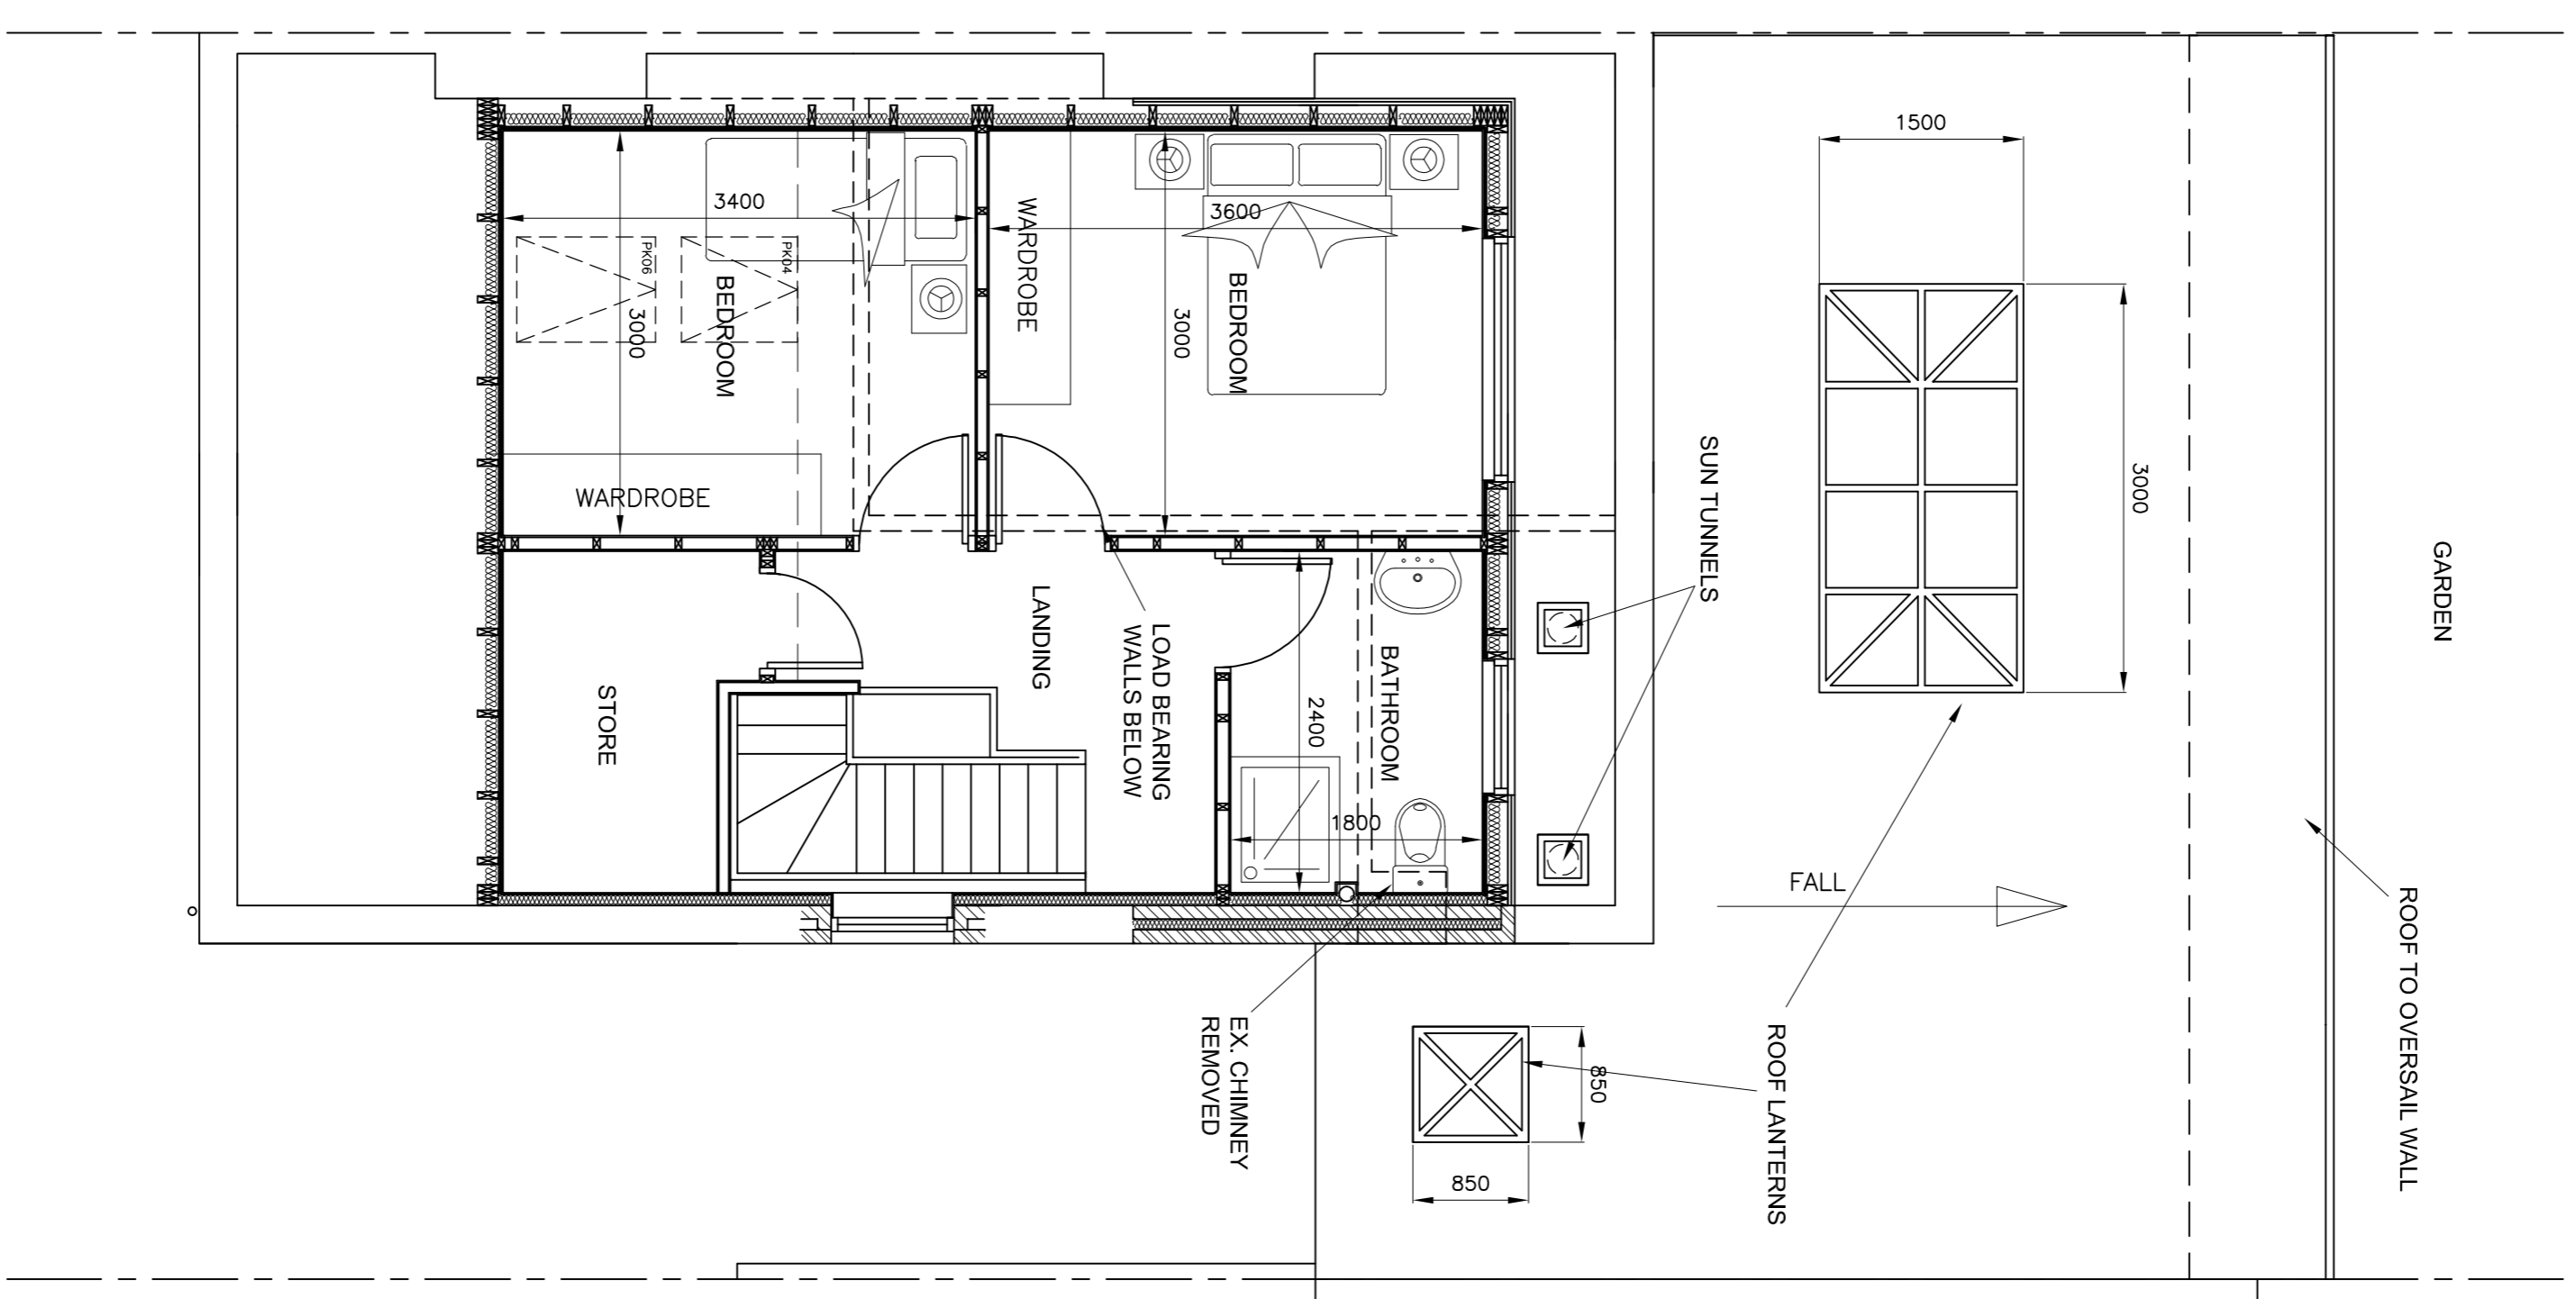 1500
3000
GARDEN
3400
3600
WARDROBE
PK06
PK04
BEDROOM
3000
BEDROOM
3000
WARDROBE
SUN TUNNELS
LANDING
LOAD BEARING
WALLS BELOW
STORE
BATHROOM
2400
1800
FALL
ROOF TO OVERSAIL WALL
EX. CHIMNEY
REMOVED
ROOF LANTERNS
850
850